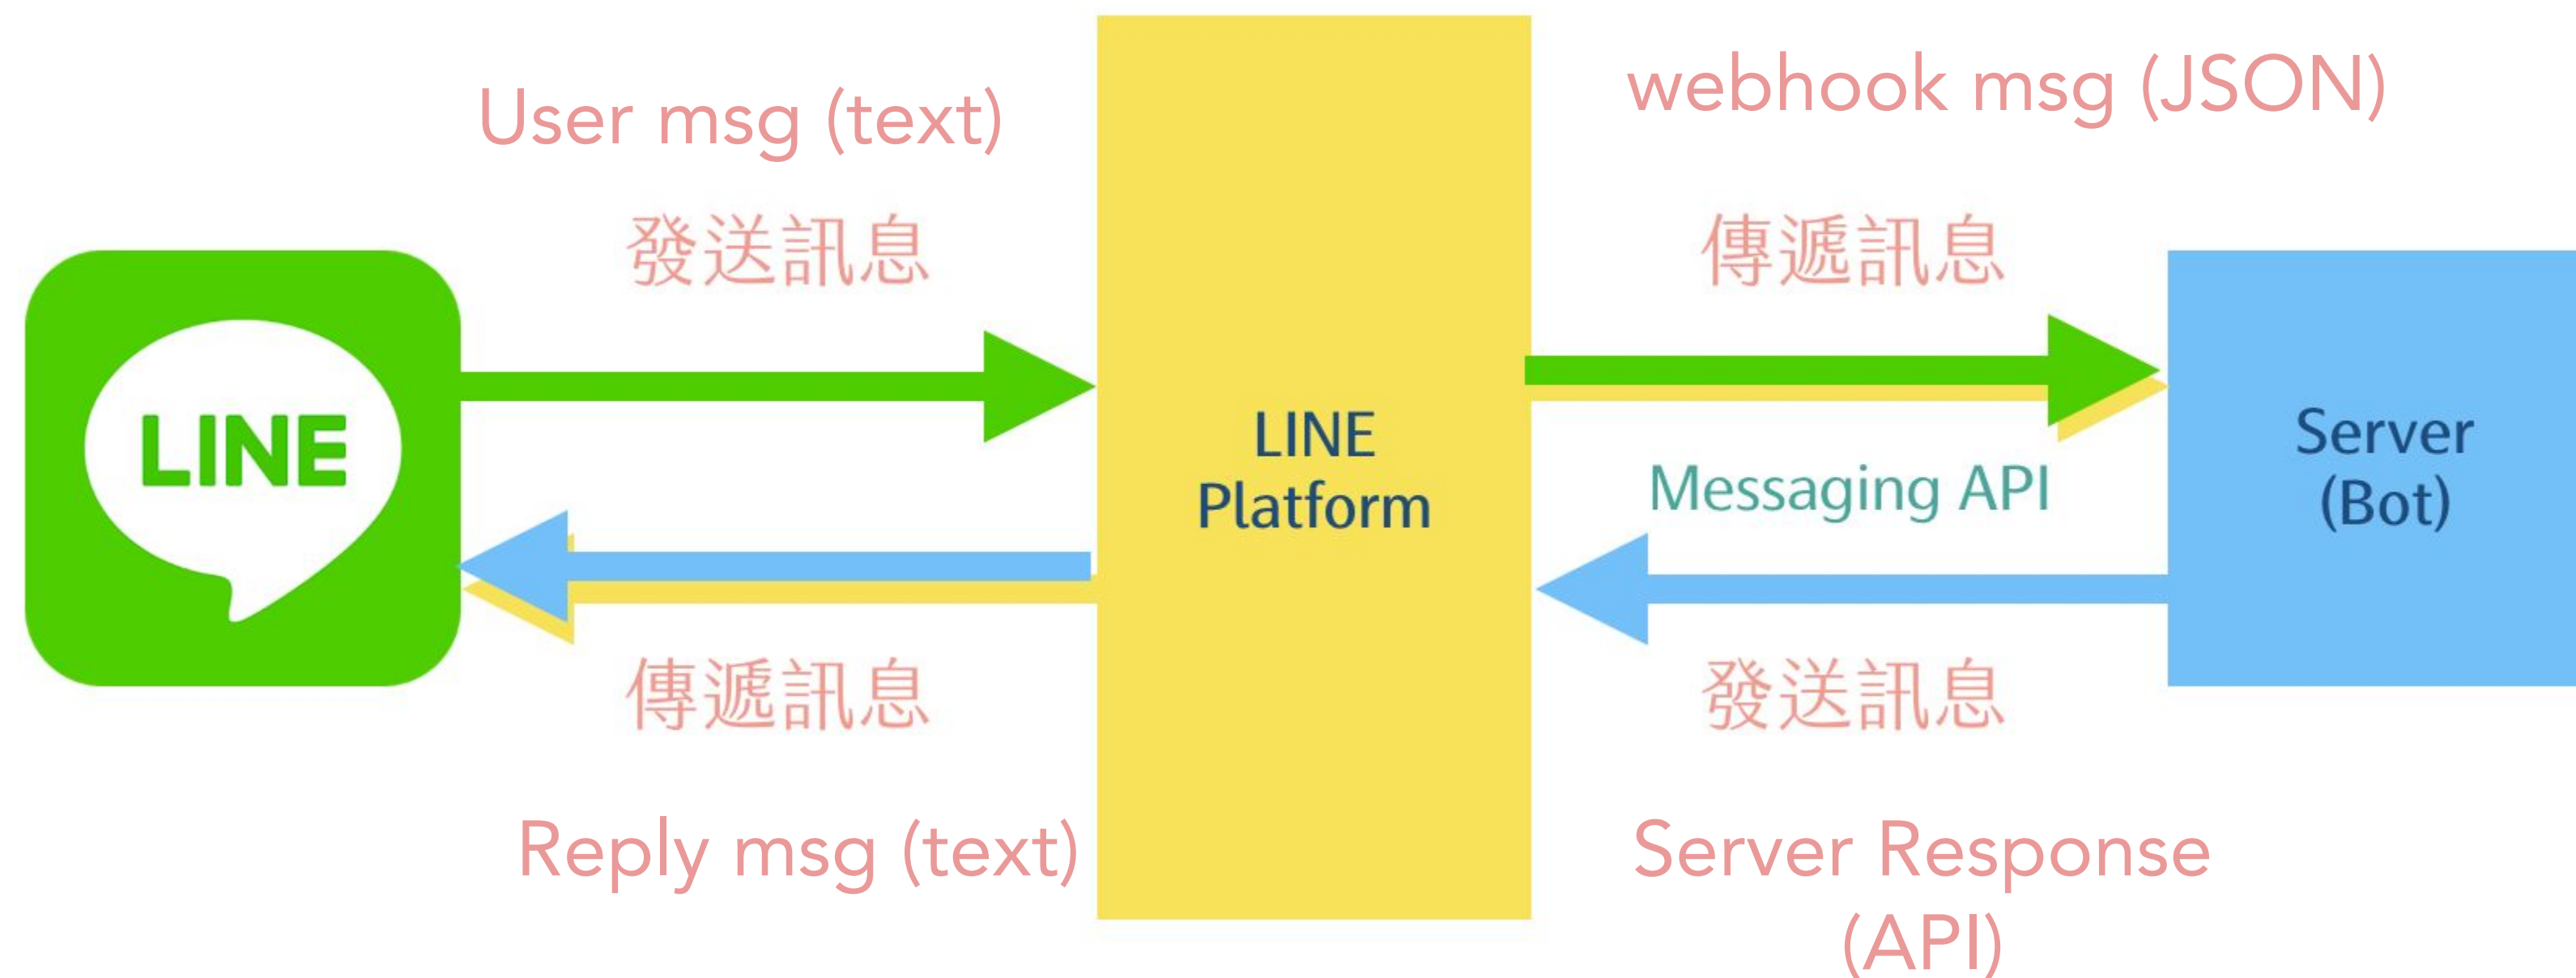 User msg (text)
發送訊息
webhook msg (JSON)
傳遞訊息
LINE
LINE
Platform
Messaging API
Server
(Bot)
傳遞訊息
Reply msg (text)
發送訊息
Server Response
(API)